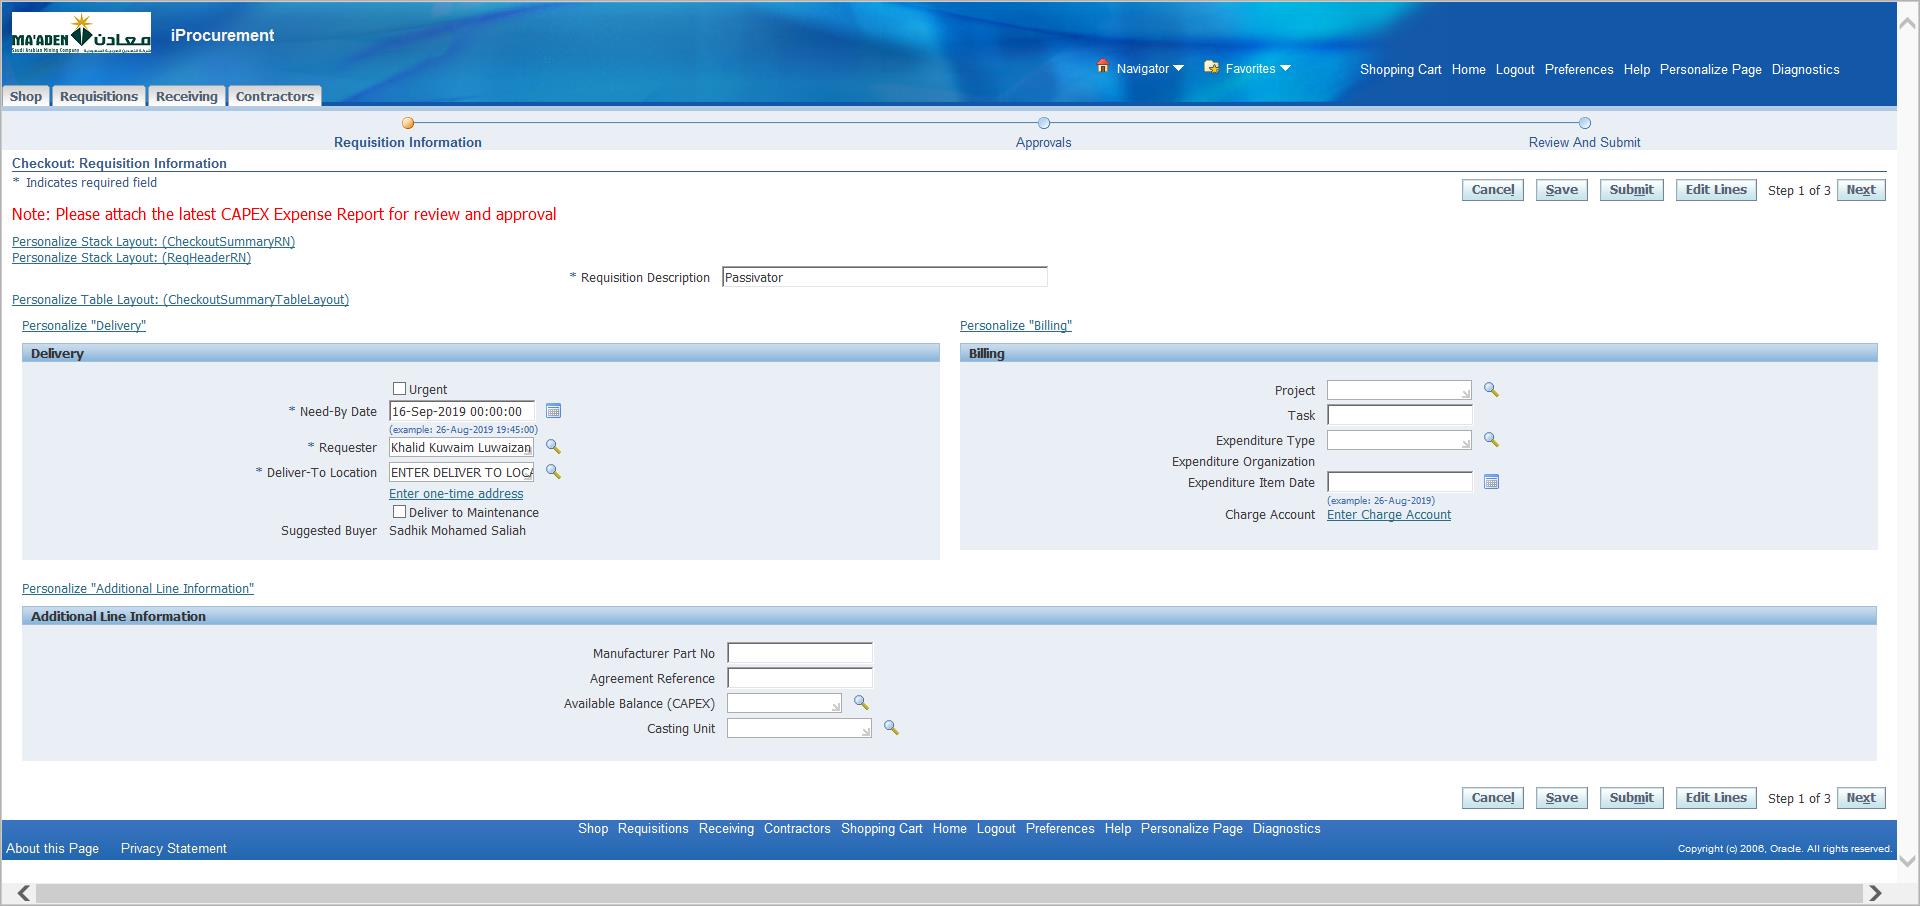 MA'ADEN معادن
Saudi Arabian Mining Company
iProcurement
Navigator Favorites Shopping Cart Home Logout Preferences Help Personalize Page Diagnostics
Shop Requisitions Receiving Contractors
Requisition Information Approvals Review And Submit
Checkout: Requisition Information
* Indicates required field
Cancel Save Submit Edit Lines Step 1 of 3 Next
Note: Please attach the latest CAPEX Expense Report for review and approval
Personalize Stack Layout: (CheckoutSummaryRN)
Personalize Stack Layout: (ReqHeaderRN)
* Requisition Description Passivator
Personalize Table Layout: (CheckoutSummaryTableLayout)
Personalize "Delivery"
Delivery
Urgent
* Need-By Date 16-Sep-2019 00:00:00
(example: 26-Aug-2019 19:45:00)
* Requester Khalid Kuwaim Luwaizan
* Deliver-To Location ENTER DELIVER TO LOCA
Enter one-time address
Deliver to Maintenance
Suggested Buyer Sadhik Mohamed Saliah
Personalize "Billing"
Billing
Project
Task
Expenditure Type
Expenditure Organization
Expenditure Item Date
(example: 26-Aug-2019)
Charge Account Enter Charge Account
Personalize "Additional Line Information"
Additional Line Information
Manufacturer Part No
Agreement Reference
Available Balance (CAPEX)
Casting Unit
Cancel Save Submit Edit Lines Step 1 of 3 Next
Shop Requisitions Receiving Contractors Shopping Cart Home Logout Preferences Help Personalize Page Diagnostics
About this Page Privacy Statement
Copyright (c) 2006, Oracle. All rights reserved.